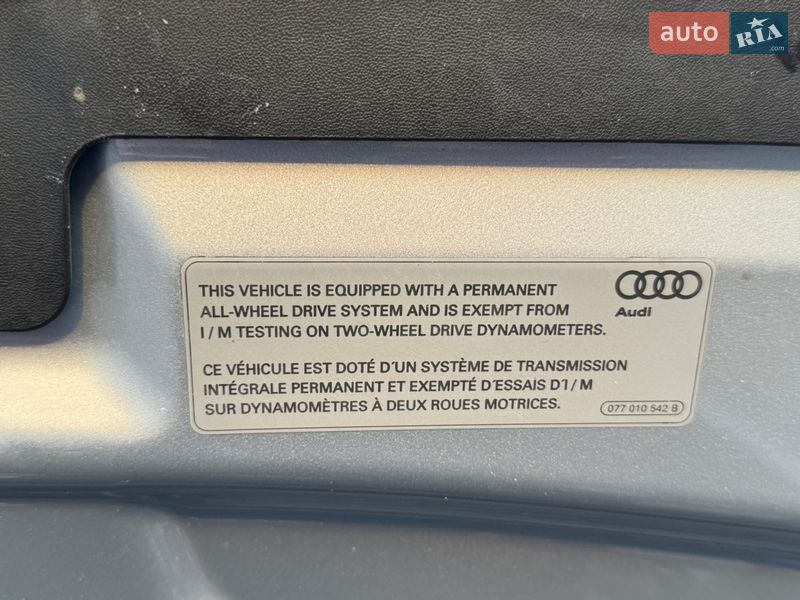 auto RIA .com
THIS VEHICLE IS EQUIPPED WITH A PERMANENT
ALL-WHEEL DRIVE SYSTEM AND IS EXEMPT FROM
I / M TESTING ON TWO-WHEEL DRIVE DYNAMOMETERS.
Audi
CE VÉHICULE EST DOTÉ D´UN SYSTÈME DE TRANSMISSION
INTÉGRALE PERMANENT ET EXEMPTÉ D´ESSAIS D´I / M
SUR DYNAMOMÈTRES À DEUX ROUES MOTRICES.
077 010 542 B